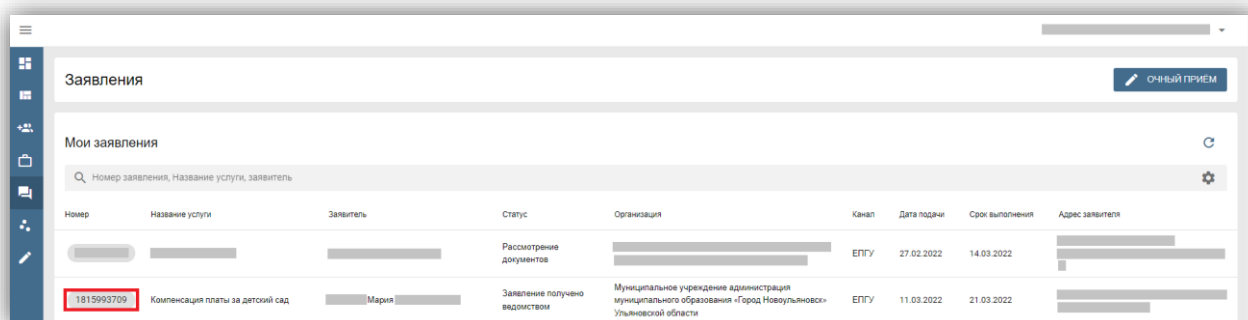 Заявления
ОЧНЫЙ ПРИЁМ
Мои заявления
Номер заявления, Название услуги, заявитель
Номер Название услуги Заявитель Статус Организация Канал Дата подачи Срок выполнения Адрес заявителя
Рассмотрение
документов
ЕПГУ 27.02.2022 14.03.2022
1815993709 Компенсация платы за детский сад Мария
Заявление получено
ведомством
Муниципальное учреждение администрация
муниципального образования «Город Новоульяновск»
Ульяновской области
ЕПГУ 11.03.2022 21.03.2022